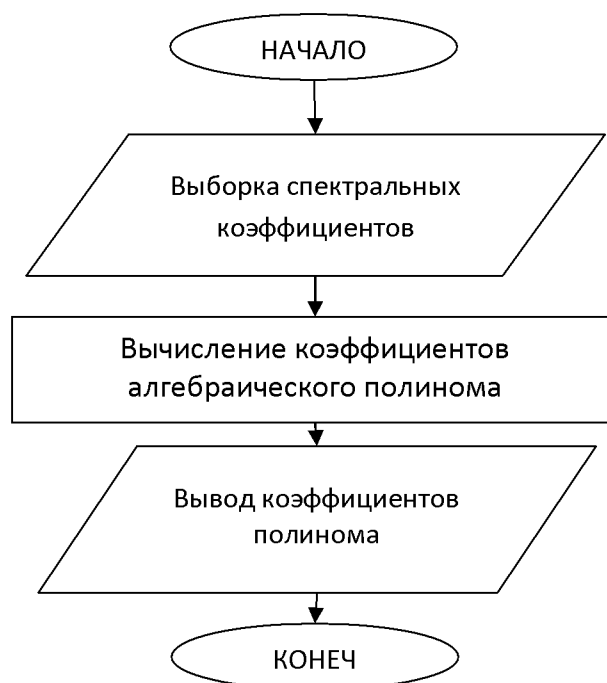 НАЧАЛО
Выборка спектральных
коэффициентов
Вычисление коэффициентов
алгебраического полинома
Вывод коэффициентов
полинома
КОНЕЧ